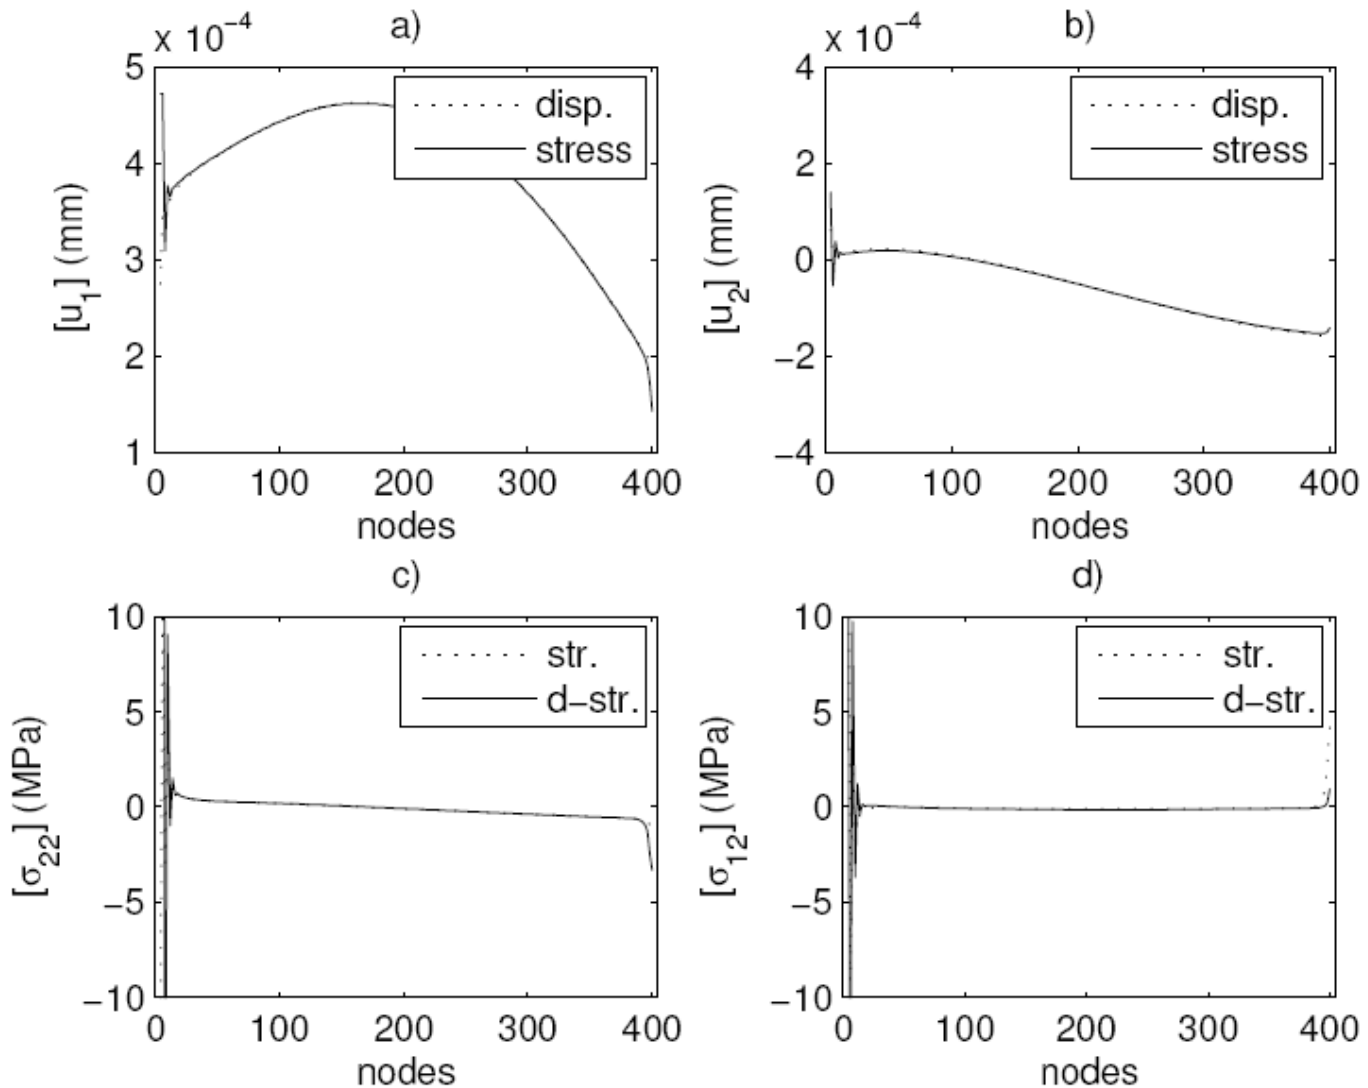 a)
x 10⁻⁴
5
4
3
2
1
[u₁] (mm)
disp.
stress
0 100 200 300 400
nodes
b)
x 10⁻⁴
4
2
0
−2
−4
[u₂] (mm)
disp.
stress
0 100 200 300 400
nodes
c)
10
5
0
−5
−10
[σ₂₂] (MPa)
str.
d−str.
0 100 200 300 400
nodes
d)
10
5
0
−5
−10
[σ₁₂] (MPa)
str.
d−str.
0 100 200 300 400
nodes